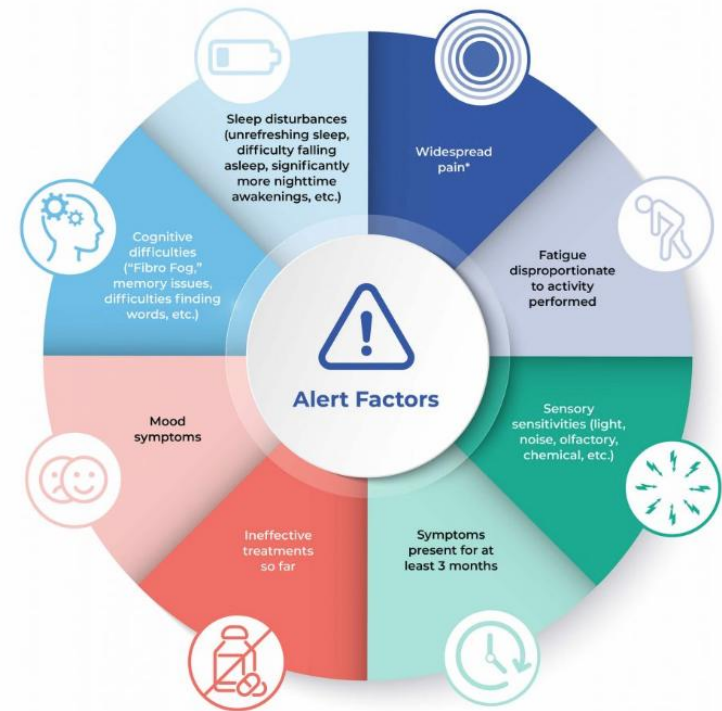 Sleep disturbances
(unrefreshing sleep,
difficulty falling
asleep, significantly
more nighttime
awakenings, etc.)
Widespread
pain*
Cognitive
difficulties
("Fibro Fog,"
memory issues,
difficulties finding
words, etc.)
Fatigue
disproportionate
to activity
performed
Alert Factors
Mood
symptoms
Sensory
sensitivities (light,
noise, olfactory,
chemical, etc.)
Ineffective
treatments
so far
Symptoms
present for at
least 3 months